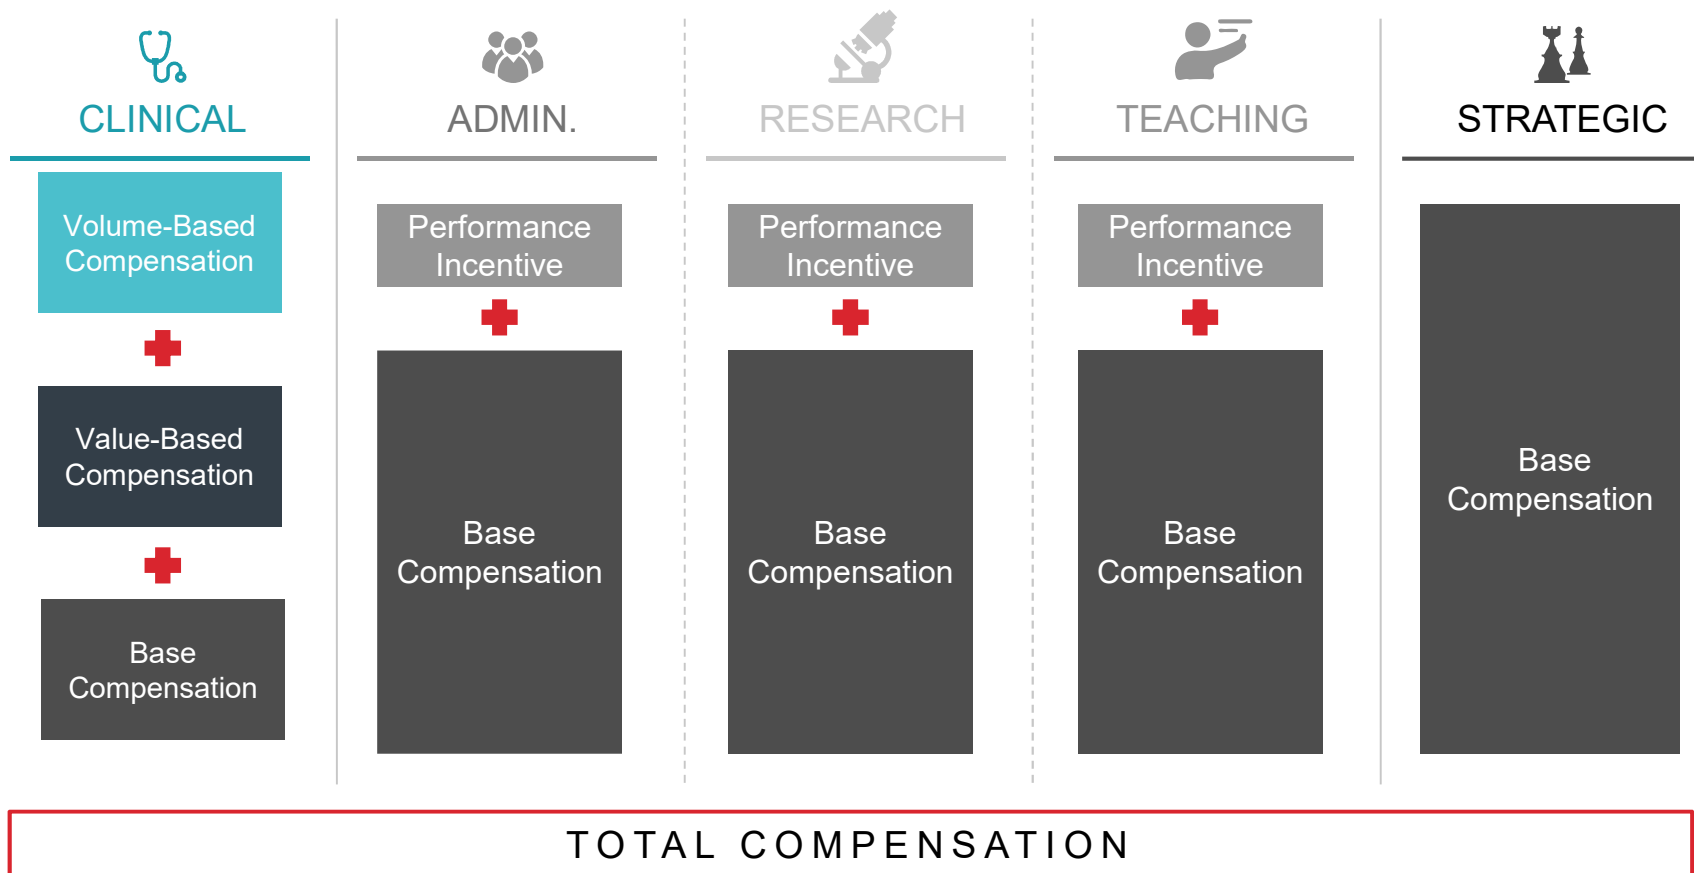 CLINICAL
Volume-Based
Compensation
Value-Based
Compensation
Base
Compensation
ADMIN.
Performance
Incentive
Base
Compensation
RESEARCH
Performance
Incentive
Base
Compensation
TEACHING
Performance
Incentive
Base
Compensation
STRATEGIC
Base
Compensation
TOTAL COMPENSATION